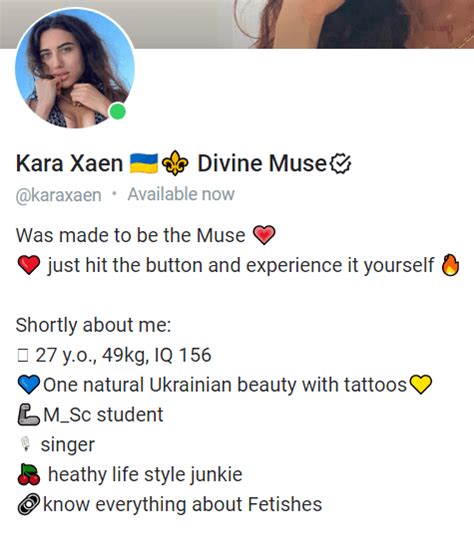 Kara Xaen 🇺🇦⚜️ Divine Muse
@karaxaen • Available now
Was made to be the Muse 💗
❤️ just hit the button and experience it yourself 🔥
Shortly about me:
▯ 27 y.o., 49kg, IQ 156
💙One natural Ukrainian beauty with tattoos💛
🦾M_Sc student
🎙 singer
🍒 heathy life style junkie
🔗know everything about Fetishes